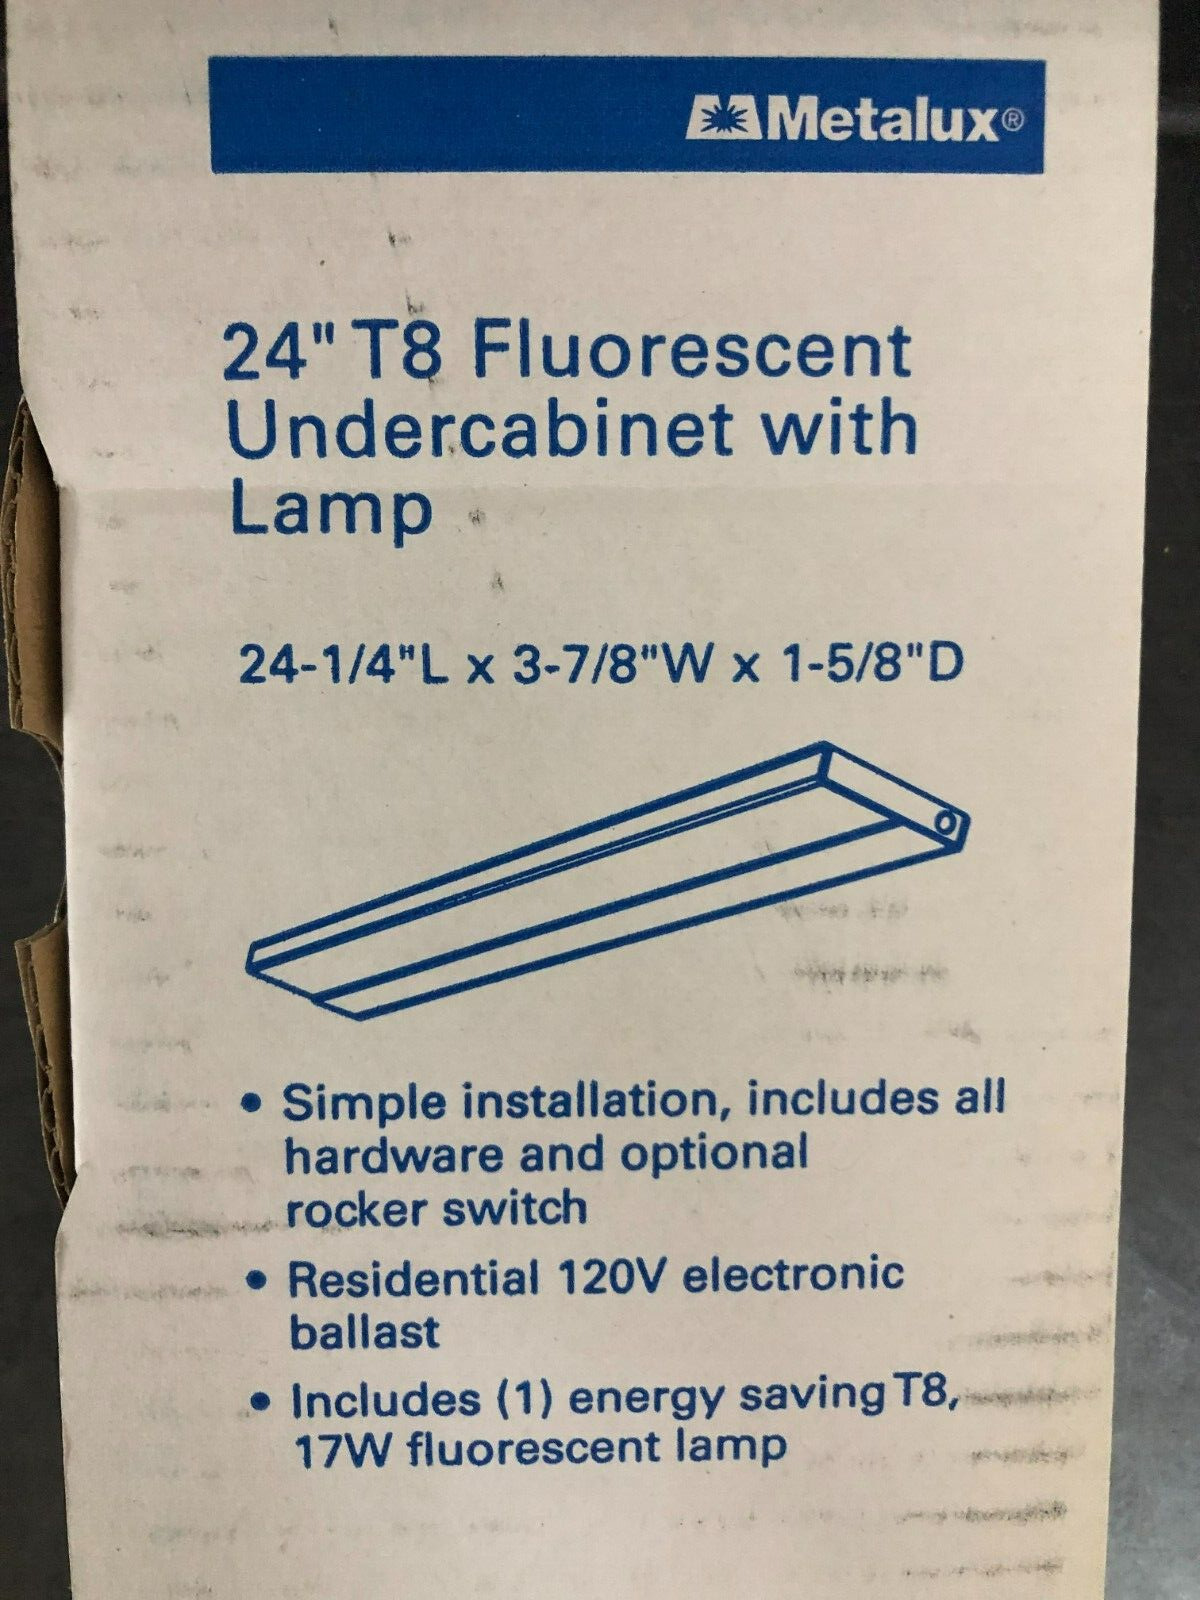 Metalux®
24" T8 Fluorescent
Undercabinet with
Lamp
24-1/4"L x 3-7/8"W x 1-5/8"D
• Simple installation, includes all
hardware and optional
rocker switch
• Residential 120V electronic
ballast
• Includes (1) energy saving T8,
17W fluorescent lamp